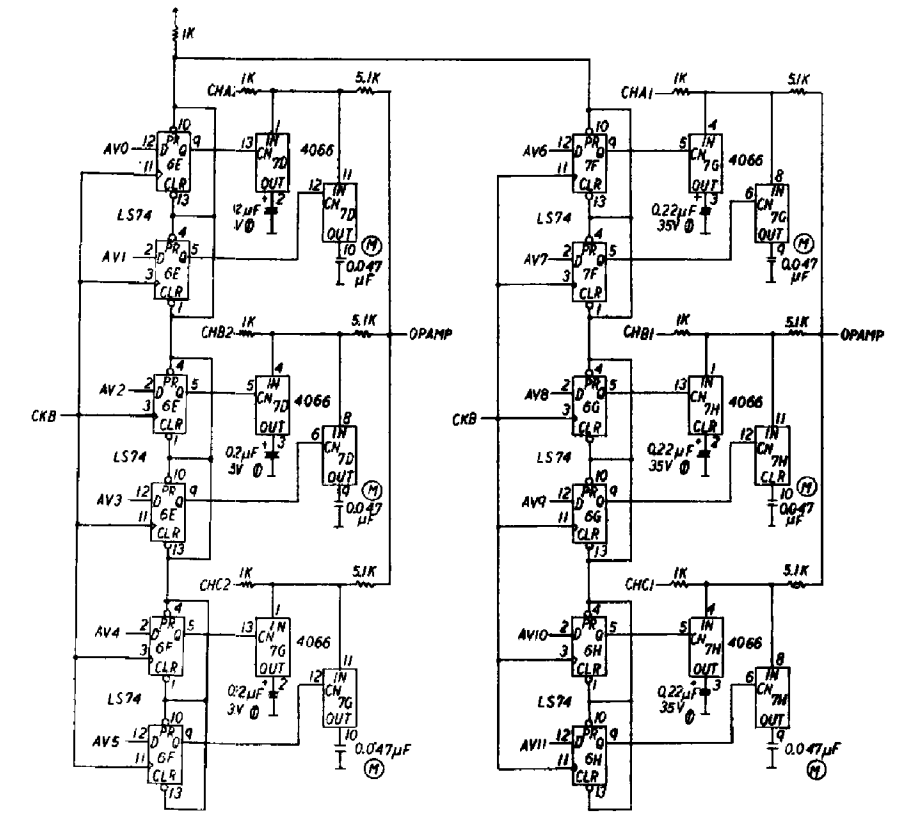 1K
1K
5.1K
10
PR
12
D
Q
9
AV0
6E
11
CLR
13
13
1
IN
CN
7D
4066
OUT
2
12
11
IN
CN
7D
OUT
10
M
0.047
µF
LS74
4
PR
2
D
Q
5
AV1
6E
3
CLR
1
CHB2
1K
5.1K
OPAMP
4
PR
AV2
2
D
Q
5
6E
CKB
3
CLR
1
5
4
IN
CN
7D
4066
OUT
3
6
8
IN
CN
7D
OUT
9
M
0.047
µF
LS74
10
PR
AV3
12
D
Q
9
6E
11
CLR
13
CHC2
1K
5.1K
4
PR
AV4
2
D
Q
5
6F
3
CLR
1
13
1
IN
CN
7G
4066
OUT
2
12
11
IN
CN
7G
OUT
10
0.047µF
M
LS74
10
PR
AV5
12
D
Q
9
6F
11
CLR
13
CHA1
1K
5.1K
10
PR
AV6
12
D
Q
9
7F
11
CLR
13
5
4
IN
CN
7G
4066
OUT
3
0.22µF
35V
6
8
IN
CN
7G
OUT
9
M
0.047
µF
LS74
4
PR
AV7
2
D
Q
5
7F
3
CLR
1
CHB1
1K
5.1K
OPAMP
4
PR
AV8
2
D
Q
5
6G
CKB
3
CLR
1
13
1
IN
CN
7H
4066
OUT
2
0.22µF
35V
12
11
IN
CN
7H
CLR
10
M
0.047
µF
LS74
10
PR
AV9
12
D
Q
9
6G
11
CLR
13
CHC1
1K
5.1K
4
PR
AV10
2
D
Q
5
6H
3
CLR
1
5
4
IN
CN
7H
4066
OUT
3
0.22µF
35V
6
8
IN
CN
7H
OUT
9
0.047µF
M
LS74
10
PR
AV11
12
D
Q
9
6H
11
CLR
13